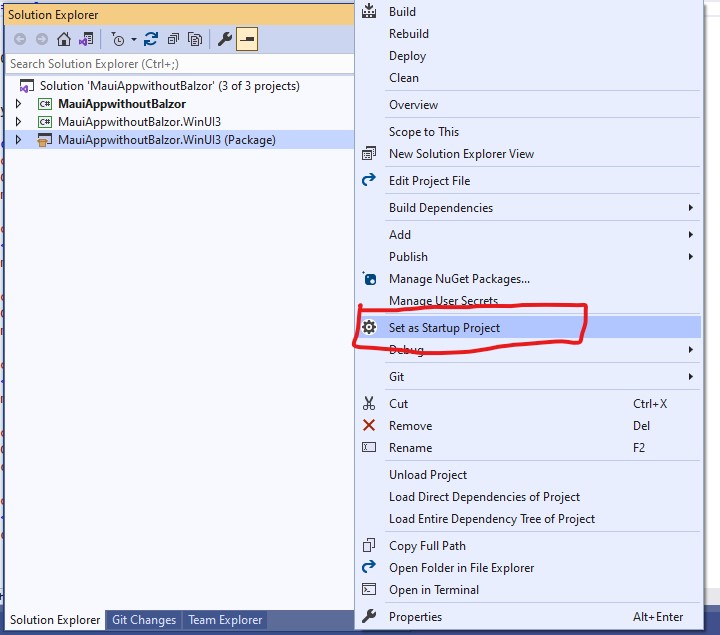 Solution Explorer
Search Solution Explorer (Ctrl+;)
Solution 'MauiAppwithoutBalzor' (3 of 3 projects)
C# MauiAppwithoutBalzor
C# MauiAppwithoutBalzor.WinUI3
MauiAppwithoutBalzor.WinUI3 (Package)
Solution Explorer
Git Changes
Team Explorer
Build
Rebuild
Deploy
Clean
Overview
Scope to This
New Solution Explorer View
Edit Project File
Build Dependencies
Add
Publish
Manage NuGet Packages...
Manage User Secrets
Set as Startup Project
Debug
Git
Cut Ctrl+X
Remove Del
Rename F2
Unload Project
Load Direct Dependencies of Project
Load Entire Dependency Tree of Project
Copy Full Path
Open Folder in File Explorer
Open in Terminal
Properties Alt+Enter